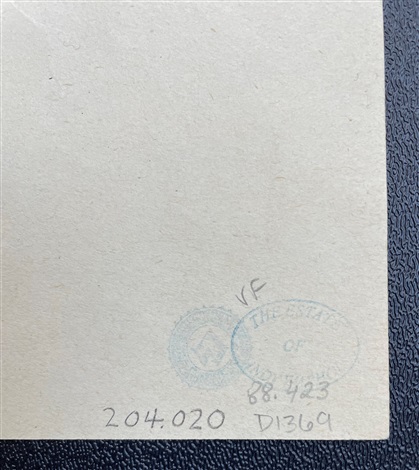 VF
THE ESTATE
OF
88.423
204.020 D1369